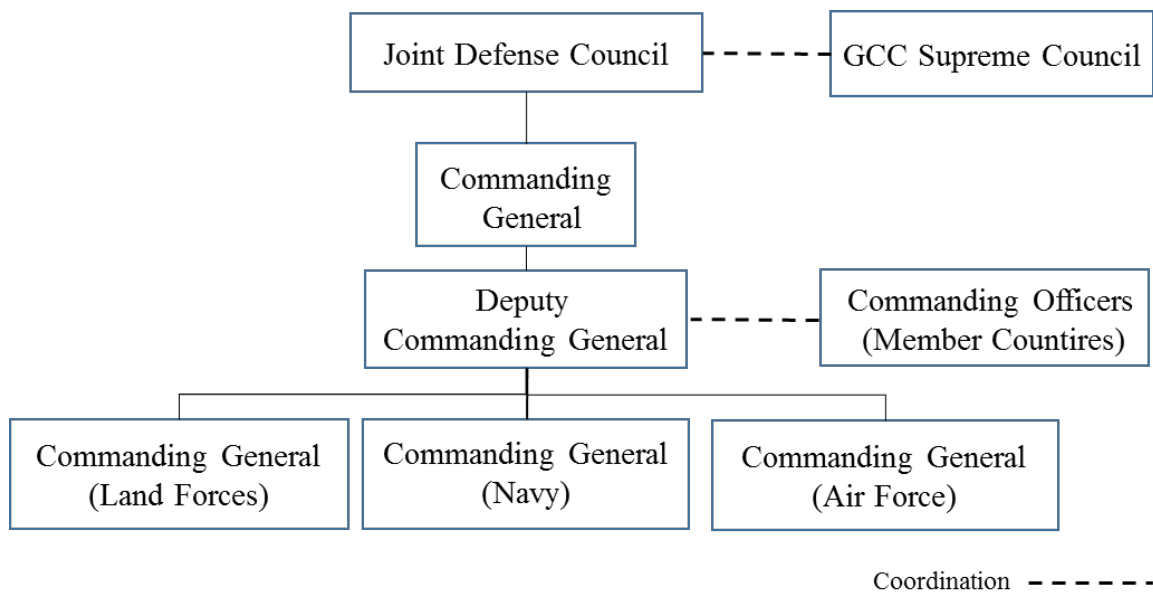 Joint Defense Council
GCC Supreme Council
Commanding
General
Deputy
Commanding General
Commanding Officers
(Member Countires)
Commanding General
(Land Forces)
Commanding General
(Navy)
Commanding General
(Air Force)
Coordination